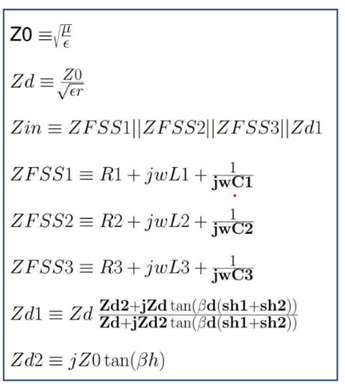 Z0 ≡ √(μ/ϵ)
Zd ≡ Z0/√ϵr
Zin ≡ ZFSS1||ZFSS2||ZFSS3||Zd1
ZFSS1 ≡ R1 + jwL1 + 1/jwC1
ZFSS2 ≡ R2 + jwL2 + 1/jwC2
ZFSS3 ≡ R3 + jwL3 + 1/jwC3
Zd1 ≡ Zd (Zd2+jZd tan(βd(sh1+sh2)))/(Zd+jZd2 tan(βd(sh1+sh2)))
Zd2 ≡ jZ0 tan(βh)